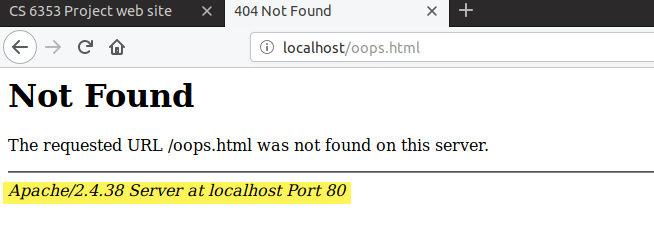 CS 6353 Project web site
404 Not Found
localhost/oops.html
Not Found
The requested URL /oops.html was not found on this server.
Apache/2.4.38 Server at localhost Port 80